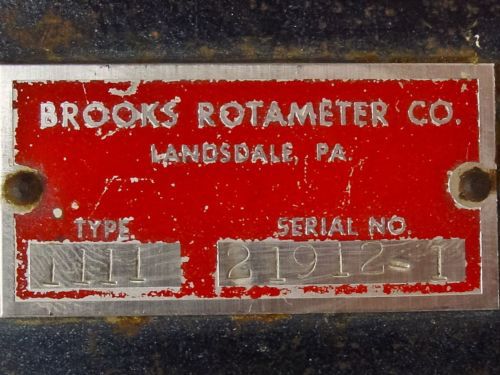 BROOKS ROTAMETER CO.
LANDSDALE, PA.
TYPE SERIAL NO.
1111 21912-1